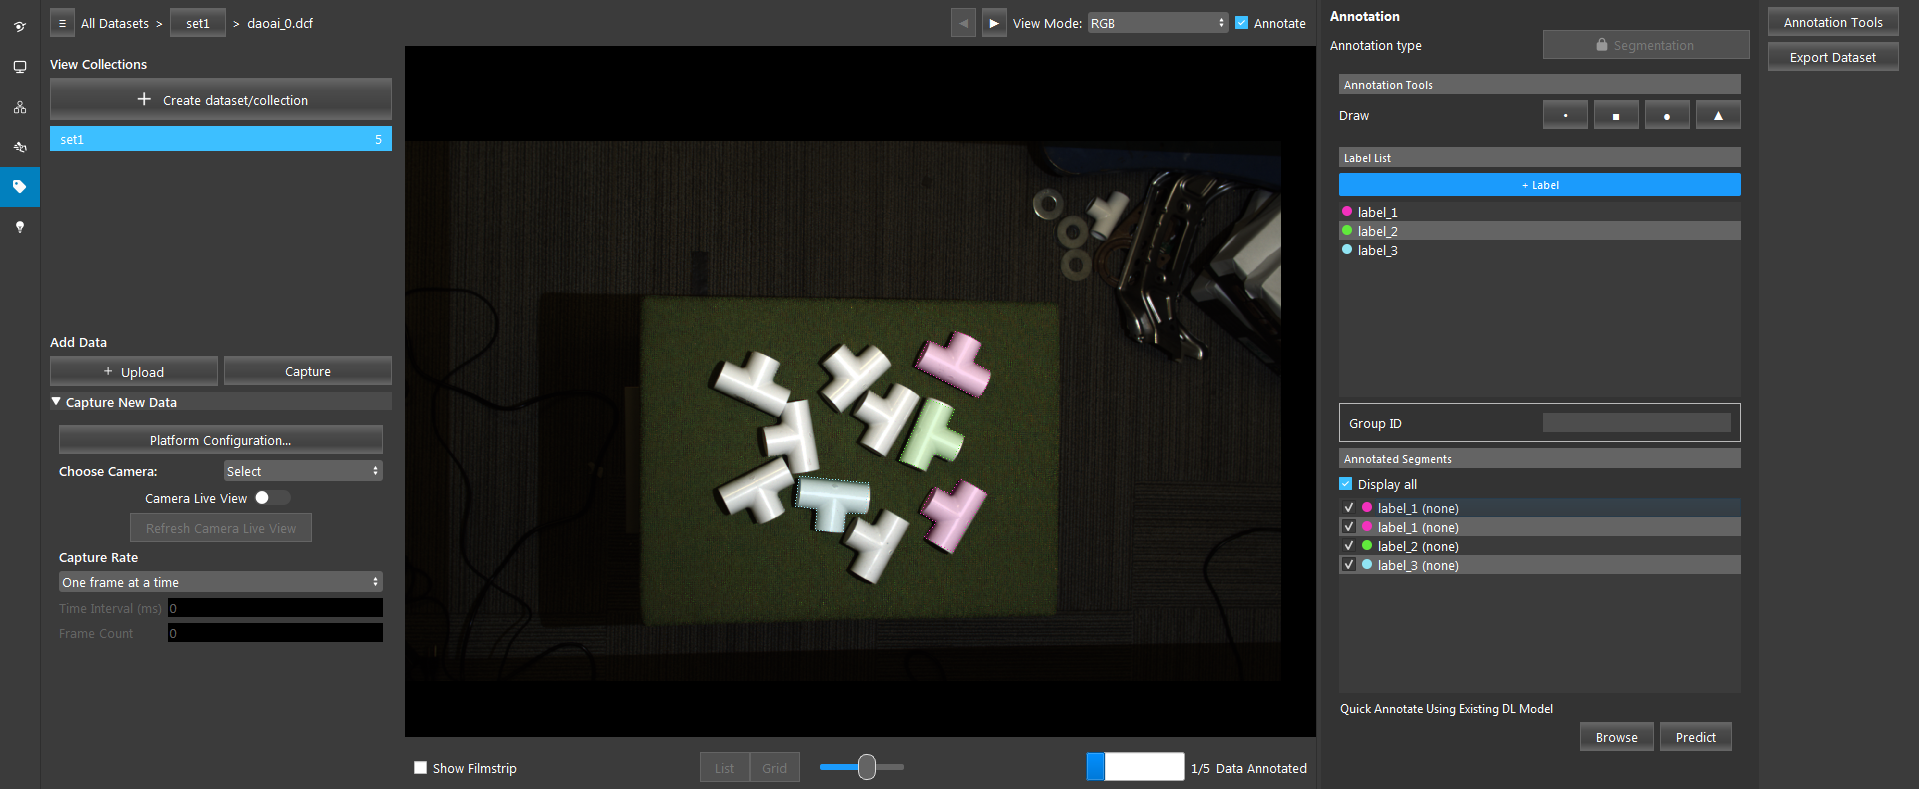 All Datasets > set1 > daoai_0.dcf
View Mode: RGB Annotate
View Collections
+ Create dataset/collection
set1 5
Add Data
+ Upload Capture
Capture New Data
Platform Configuration...
Choose Camera: Select
Camera Live View
Refresh Camera Live View
Capture Rate
One frame at a time
Time Interval (ms) 0
Frame Count 0
Show Filmstrip List Grid 1/5 Data Annotated
Annotation
Annotation type Segmentation
Annotation Tools
Draw
Label List
+ Label
label_1
label_2
label_3
Group ID
Annotated Segments
Display all
label_1 (none)
label_1 (none)
label_2 (none)
label_3 (none)
Quick Annotate Using Existing DL Model
Browse Predict
Annotation Tools
Export Dataset